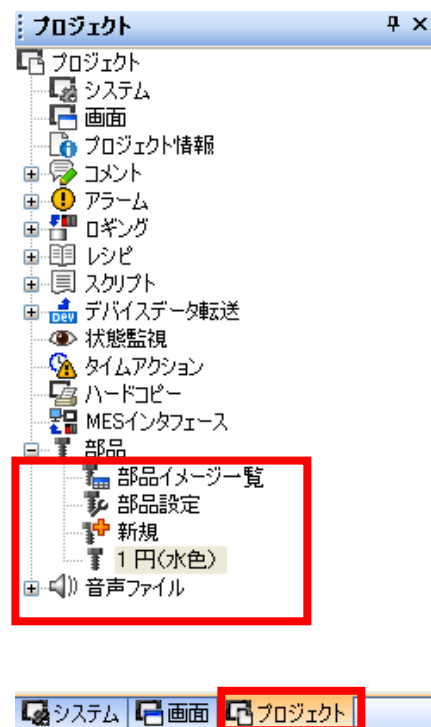 プロジェクト
プロジェクト
システム
画面
プロジェクト情報
コメント
アラーム
ロギング
レシピ
スクリプト
デバイスデータ転送
状態監視
タイムアクション
ハードコピー
MESインタフェース
部品
部品イメージ一覧
部品設定
新規
1 円(水色)
音声ファイル
システム 画面 プロジェクト